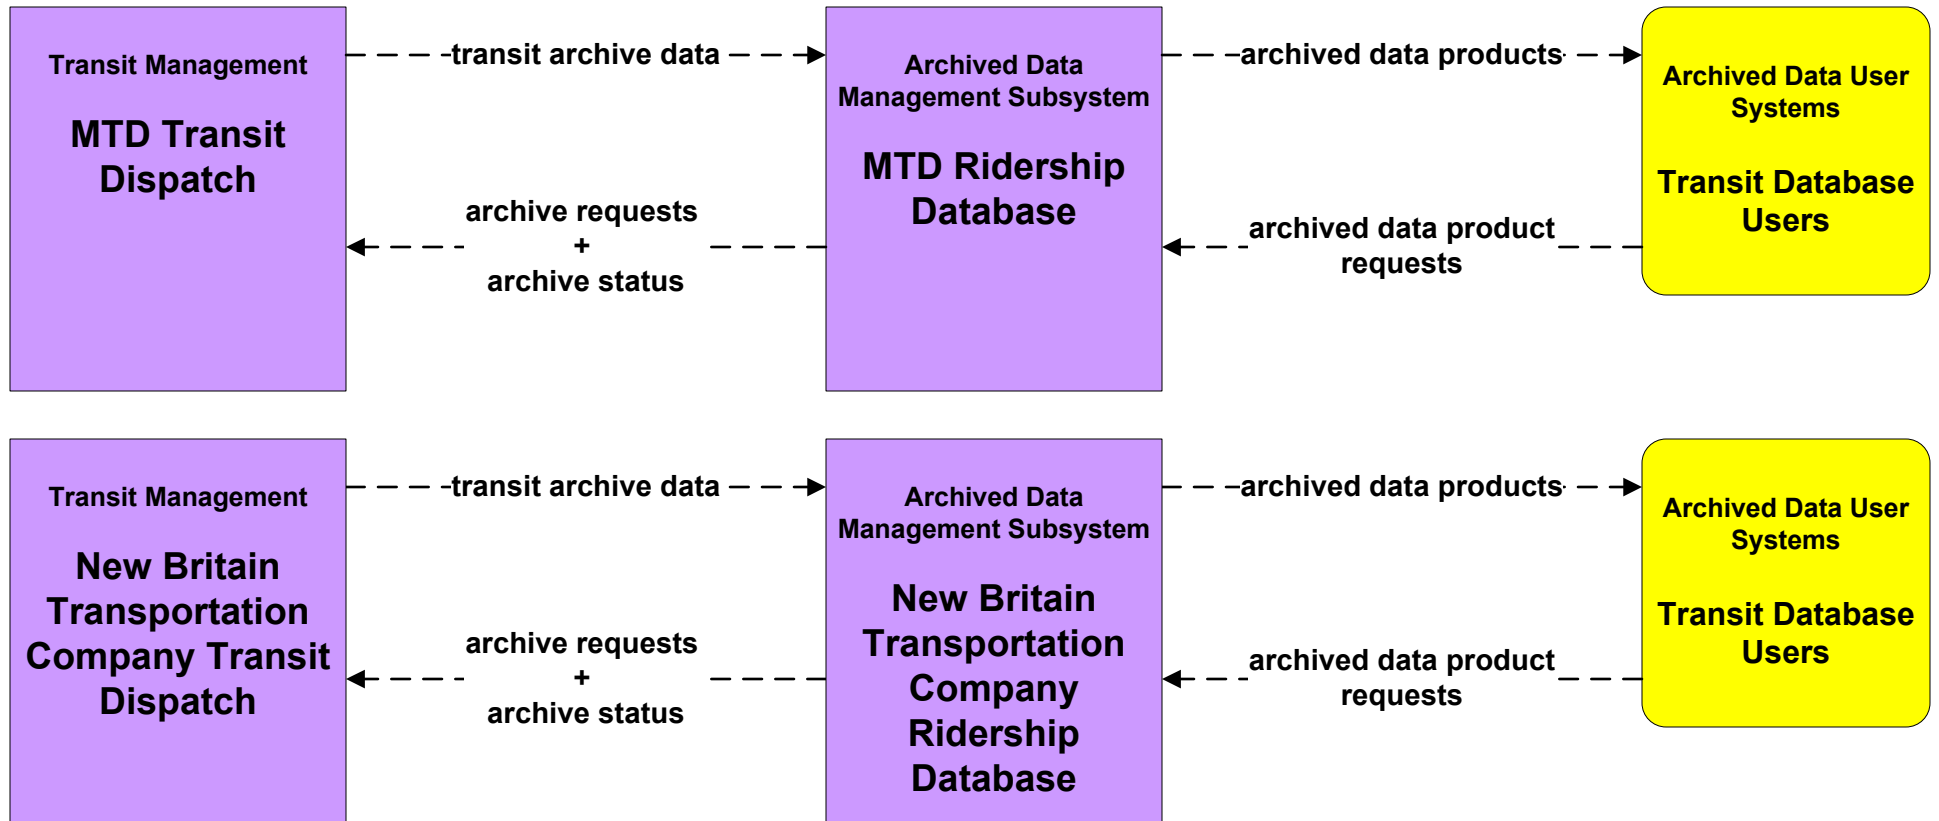 Transit Management
MTD Transit
Dispatch
transit archive data
archive requests
+
archive status
Archived Data
Management Subsystem
MTD Ridership
Database
archived data products
archived data product
requests
Archived Data User
Systems
Transit Database
Users
Transit Management
New Britain
Transportation
Company Transit
Dispatch
transit archive data
archive requests
+
archive status
Archived Data
Management Subsystem
New Britain
Transportation
Company
Ridership
Database
archived data products
archived data product
requests
Archived Data User
Systems
Transit Database
Users